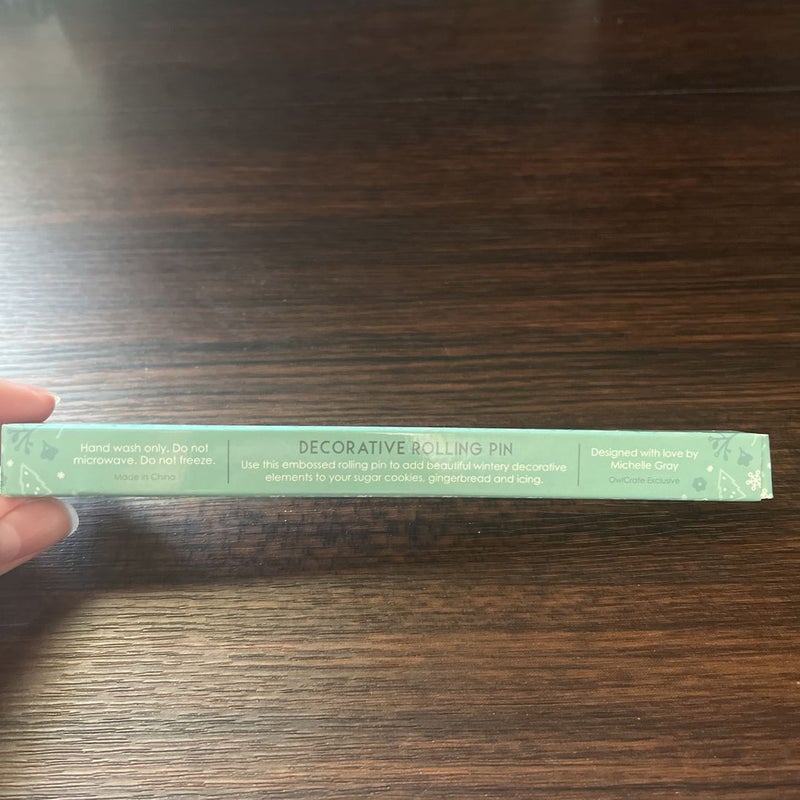 Hand wash only. Do not
microwave. Do not freeze.
Made in China
DECORATIVE ROLLING PIN
Use this embossed rolling pin to add beautiful wintery decorative
elements to your sugar cookies, gingerbread and icing.
Designed with love by
Michelle Gray
OwlCrate Exclusive